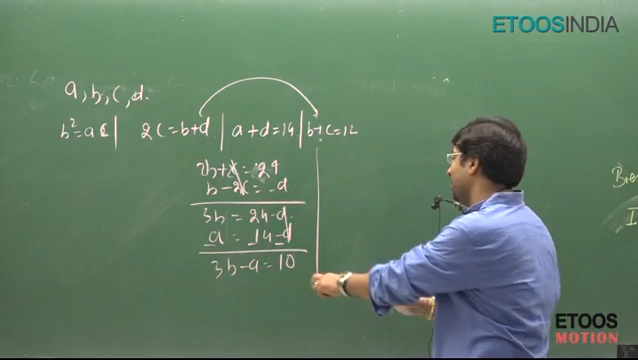 ETOOSINDIA
a, b, c, d.
b²=ac | 2c=b+d | a+d=14 | b+c=12
2b+2c=24
b-2c=-d
3b=24-d
a=14-d
3b-a=10
ETOOS
MOTION